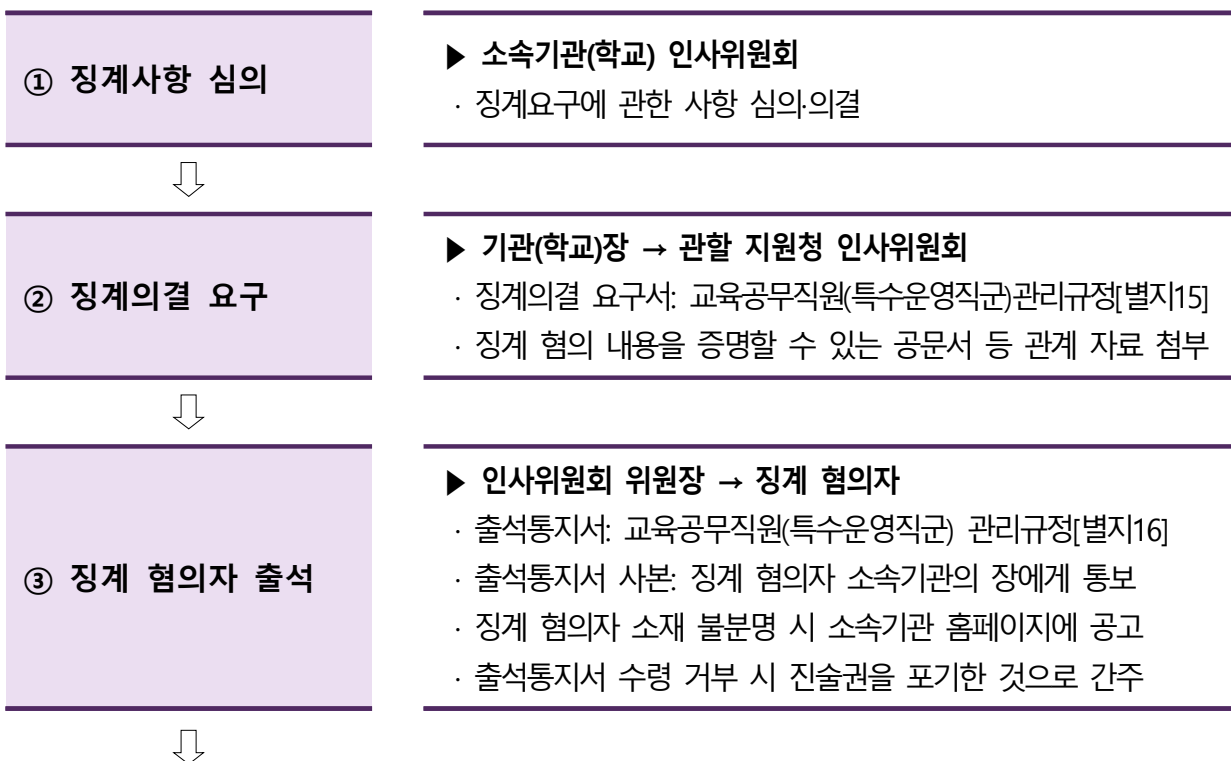 ① 징계사항 심의
▶ 소속기관(학교) 인사위원회
· 징계요구에 관한 사항 심의·의결
② 징계의결 요구
▶ 기관(학교)장 → 관할 지원청 인사위원회
· 징계의결 요구서: 교육공무직원(특수운영직군)관리규정[별지15]
· 징계 혐의 내용을 증명할 수 있는 공문서 등 관계 자료 첨부
③ 징계 혐의자 출석
▶ 인사위원회 위원장 → 징계 혐의자
· 출석통지서: 교육공무직원(특수운영직군) 관리규정[별지16]
· 출석통지서 사본: 징계 혐의자 소속기관의 장에게 통보
· 징계 혐의자 소재 불분명 시 소속기관 홈페이지에 공고
· 출석통지서 수령 거부 시 진술권을 포기한 것으로 간주